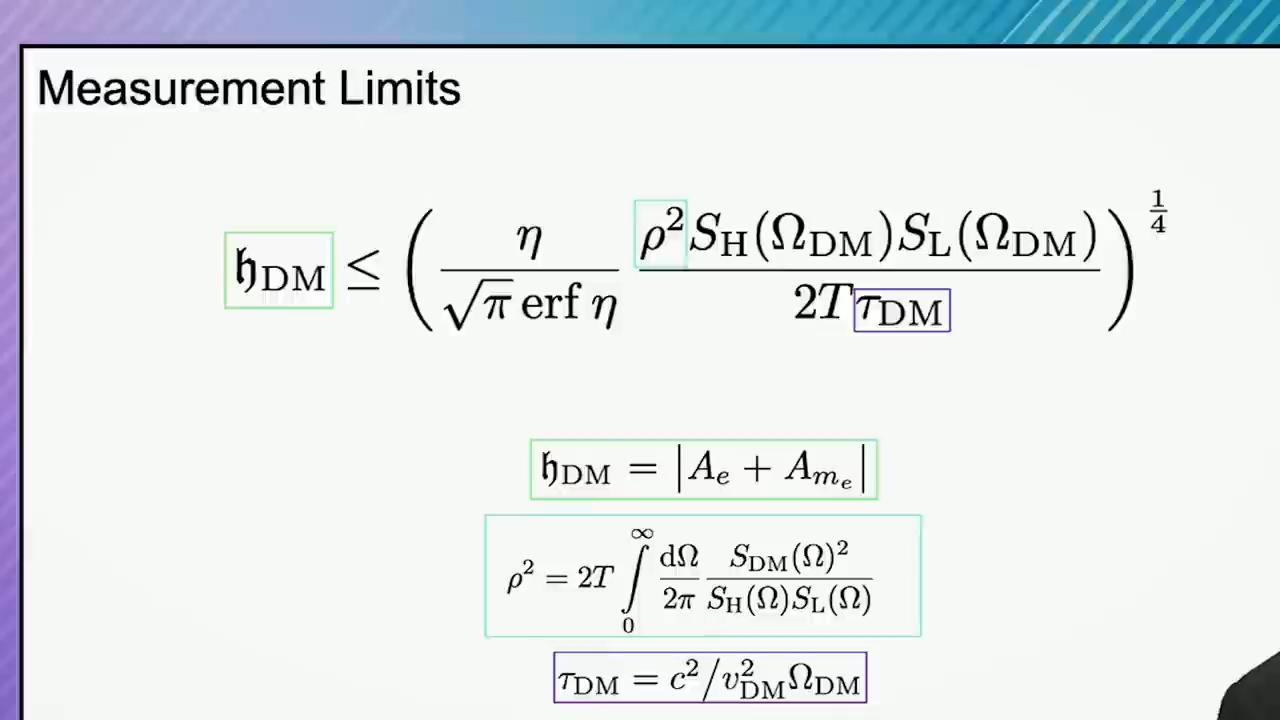 Measurement Limits
𝔥_DM ≤ ( η / (√π erf η) · ρ² S_H(Ω_DM) S_L(Ω_DM) / (2T τ_DM) )^(1/4)
𝔥_DM = |A_e + A_{m_e}|
ρ² = 2T ∫₀^∞ dΩ/2π · S_DM(Ω)² / (S_H(Ω) S_L(Ω))
τ_DM = c²/v²_DM Ω_DM